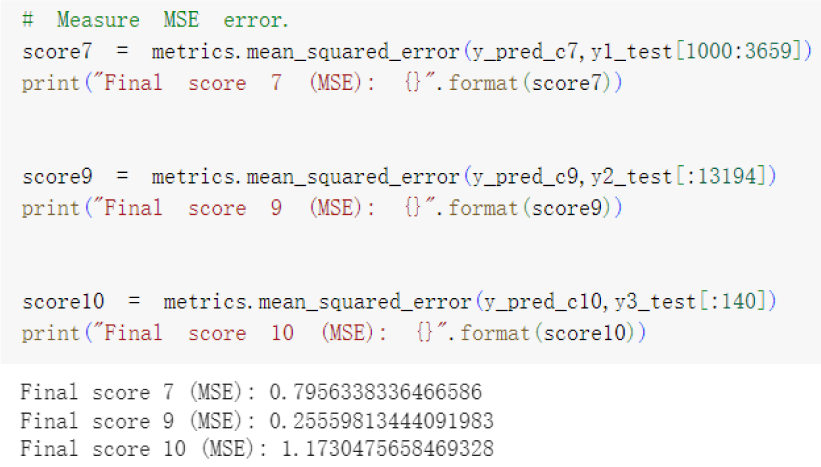 # Measure MSE error.
score7 = metrics.mean_squared_error(y_pred_c7,y1_test[1000:3659])
print("Final score 7 (MSE): {}".format(score7))
score9 = metrics.mean_squared_error(y_pred_c9,y2_test[:13194])
print("Final score 9 (MSE): {}".format(score9))
score10 = metrics.mean_squared_error(y_pred_c10,y3_test[:140])
print("Final score 10 (MSE): {}".format(score10))
Final score 7 (MSE): 0.7956338336466586
Final score 9 (MSE): 0.25559813444091983
Final score 10 (MSE): 1.1730475658469328